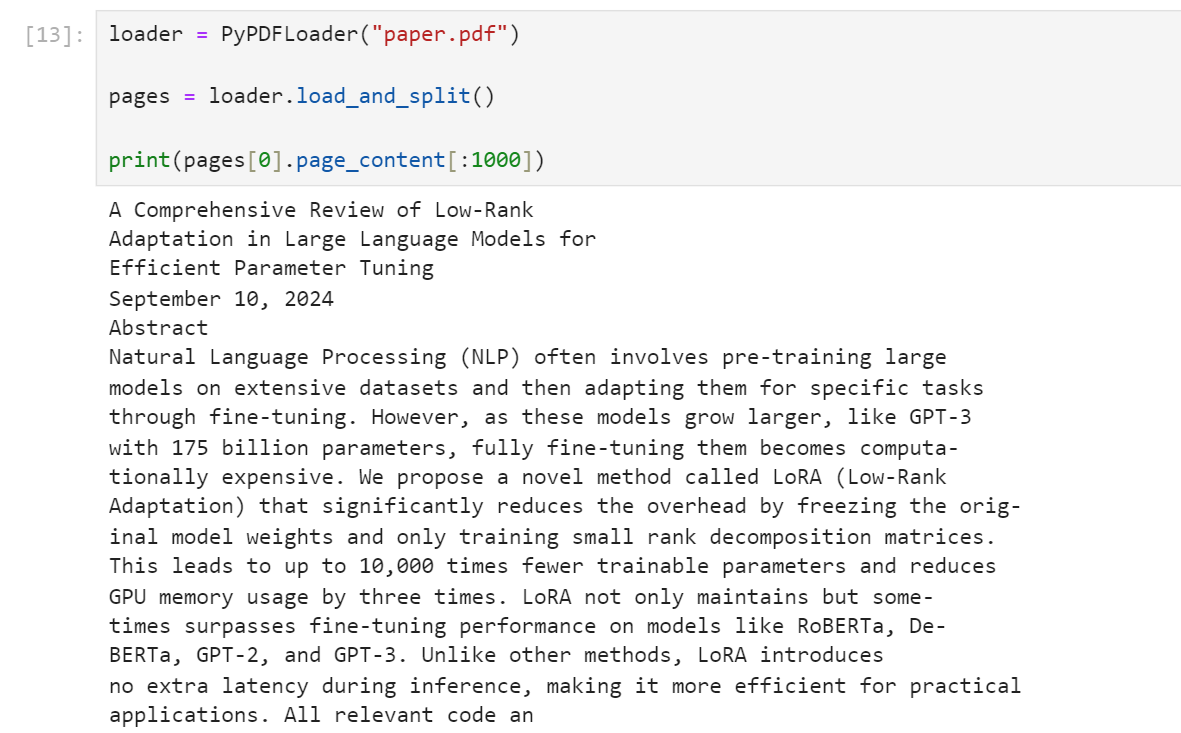 [13]: loader = PyPDFLoader("paper.pdf")
pages = loader.load_and_split()
print(pages[0].page_content[:1000])
A Comprehensive Review of Low-Rank
Adaptation in Large Language Models for
Efficient Parameter Tuning
September 10, 2024
Abstract
Natural Language Processing (NLP) often involves pre-training large
models on extensive datasets and then adapting them for specific tasks
through fine-tuning. However, as these models grow larger, like GPT-3
with 175 billion parameters, fully fine-tuning them becomes computa-
tionally expensive. We propose a novel method called LoRA (Low-Rank
Adaptation) that significantly reduces the overhead by freezing the orig-
inal model weights and only training small rank decomposition matrices.
This leads to up to 10,000 times fewer trainable parameters and reduces
GPU memory usage by three times. LoRA not only maintains but some-
times surpasses fine-tuning performance on models like RoBERTa, De-
BERTa, GPT-2, and GPT-3. Unlike other methods, LoRA introduces
no extra latency during inference, making it more efficient for practical
applications. All relevant code an